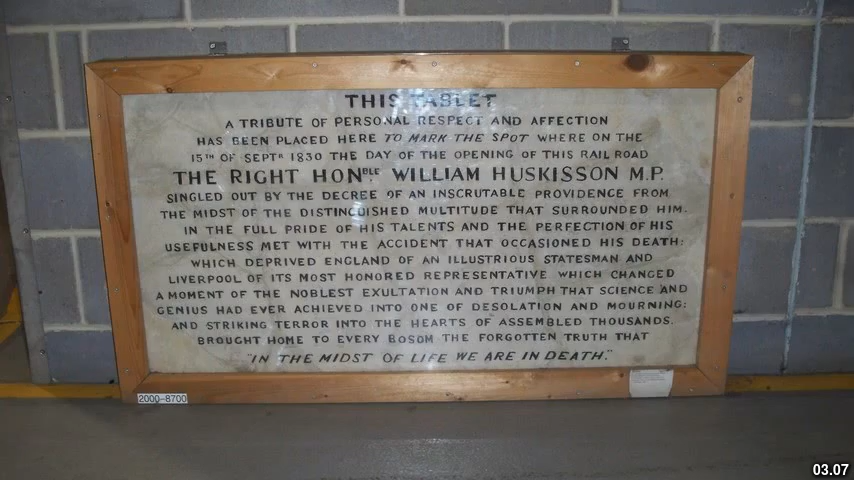 THIS TABLET
A TRIBUTE OF PERSONAL RESPECT AND AFFECTION
HAS BEEN PLACED HERE TO MARK THE SPOT WHERE ON THE
15TH OF SEPTR 1830 THE DAY OF THE OPENING OF THIS RAIL ROAD
THE RIGHT HONBLE WILLIAM HUSKISSON M.P.
SINGLED OUT BY THE DECREE OF AN INSCRUTABLE PROVIDENCE FROM
THE MIDST OF THE DISTINGUISHED MULTITUDE THAT SURROUNDED HIM.
IN THE FULL PRIDE OF HIS TALENTS AND THE PERFECTION OF HIS
USEFULNESS MET WITH THE ACCIDENT THAT OCCASIONED HIS DEATH:
WHICH DEPRIVED ENGLAND OF AN ILLUSTRIOUS STATESMAN AND
LIVERPOOL OF ITS MOST HONORED REPRESENTATIVE WHICH CHANGED
A MOMENT OF THE NOBLEST EXULTATION AND TRIUMPH THAT SCIENCE AND
GENIUS HAD EVER ACHIEVED INTO ONE OF DESOLATION AND MOURNING:
AND STRIKING TERROR INTO THE HEARTS OF ASSEMBLED THOUSANDS.
BROUGHT HOME TO EVERY BOSOM THE FORGOTTEN TRUTH THAT
"IN THE MIDST OF LIFE WE ARE IN DEATH."
2000-8700
03.07